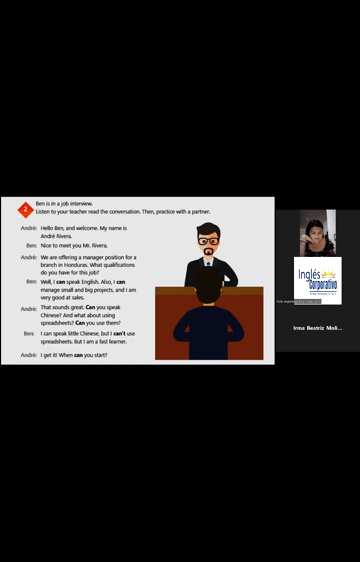 2
Ben is in a job interview.
Listen to your teacher read the conversation. Then, practice with a partner.
André: Hello Ben, and welcome. My name is
André Rivera.
Ben: Nice to meet you Mr. Rivera.
André: We are offering a manager position for a
branch in Honduras. What qualifications
do you have for this job?
Ben: Well, I can speak English. Also, I can
manage small and big projects, and I am
very good at sales.
André: That sounds great. Can you speak
Chinese? And what about using
spreadsheets? Can you use them?
Ben: I can speak little Chinese, but I can't use
spreadsheets. But I am a fast learner.
André: I get it! When can you start?
Inglés
Corporativo
Irma Beatriz Moli...